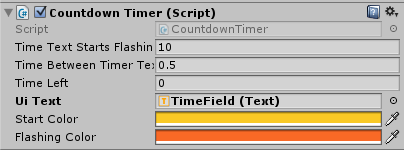 Countdown Timer (Script)
Script CountdownTimer
Time Text Starts Flashin 10
Time Between Timer Te 0.5
Time Left 0
Ui Text TimeField (Text)
Start Color
Flashing Color